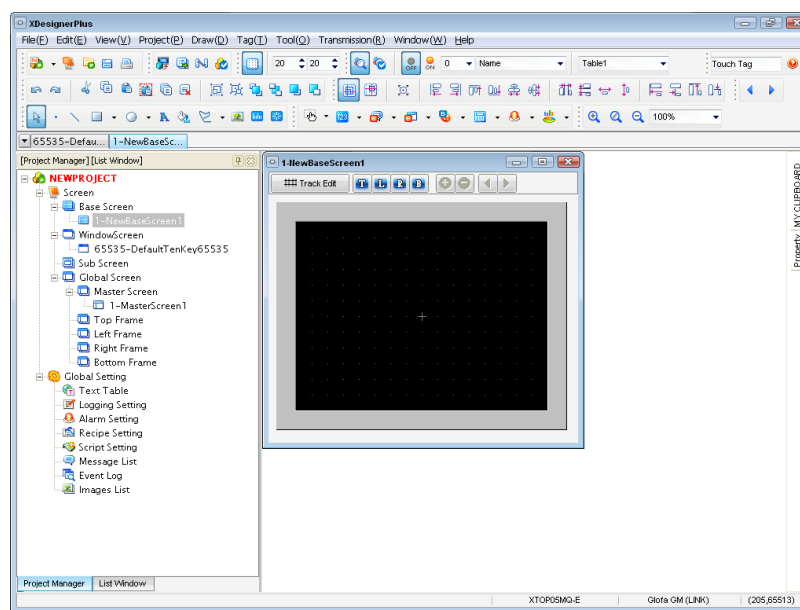 XDesignerPlus
File(F) Edit(E) View(V) Project(P) Draw(D) Tag(T) Tool(O) Transmission(R) Window(W) Help
20 20 OFF ON 0 Name Table1 Touch Tag
123 100%
65535-Defau... 1-NewBaseSc...
[Project Manager] [List Window]
1-NewBaseScreen1
Track Edit T L R B
NEWPROJECT
Screen
Base Screen
1-NewBaseScreen1
WindowScreen
65535-DefaultTenKey65535
Sub Screen
Global Screen
Master Screen
1-MasterScreen1
Top Frame
Left Frame
Right Frame
Bottom Frame
Global Setting
Text Table
Logging Setting
Alarm Setting
Recipe Setting
Script Setting
Message List
Event Log
Images List
Property MY CLIPBOARD
Project Manager List Window
XTOP05MQ-E Glofa GM (LINK) (205,65513)